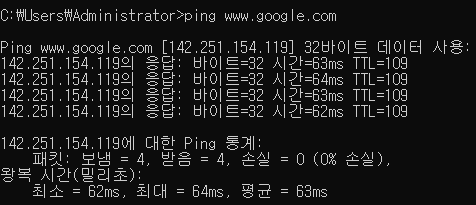 C:₩Users₩Administrator>ping www.google.com
Ping www.google.com [142.251.154.119] 32바이트 데이터 사용:
142.251.154.119의 응답: 바이트=32 시간=63ms TTL=109
142.251.154.119의 응답: 바이트=32 시간=64ms TTL=109
142.251.154.119의 응답: 바이트=32 시간=63ms TTL=109
142.251.154.119의 응답: 바이트=32 시간=62ms TTL=109
142.251.154.119에 대한 Ping 통계:
패킷: 보냄 = 4, 받음 = 4, 손실 = 0 (0% 손실),
왕복 시간(밀리초):
최소 = 62ms, 최대 = 64ms, 평균 = 63ms